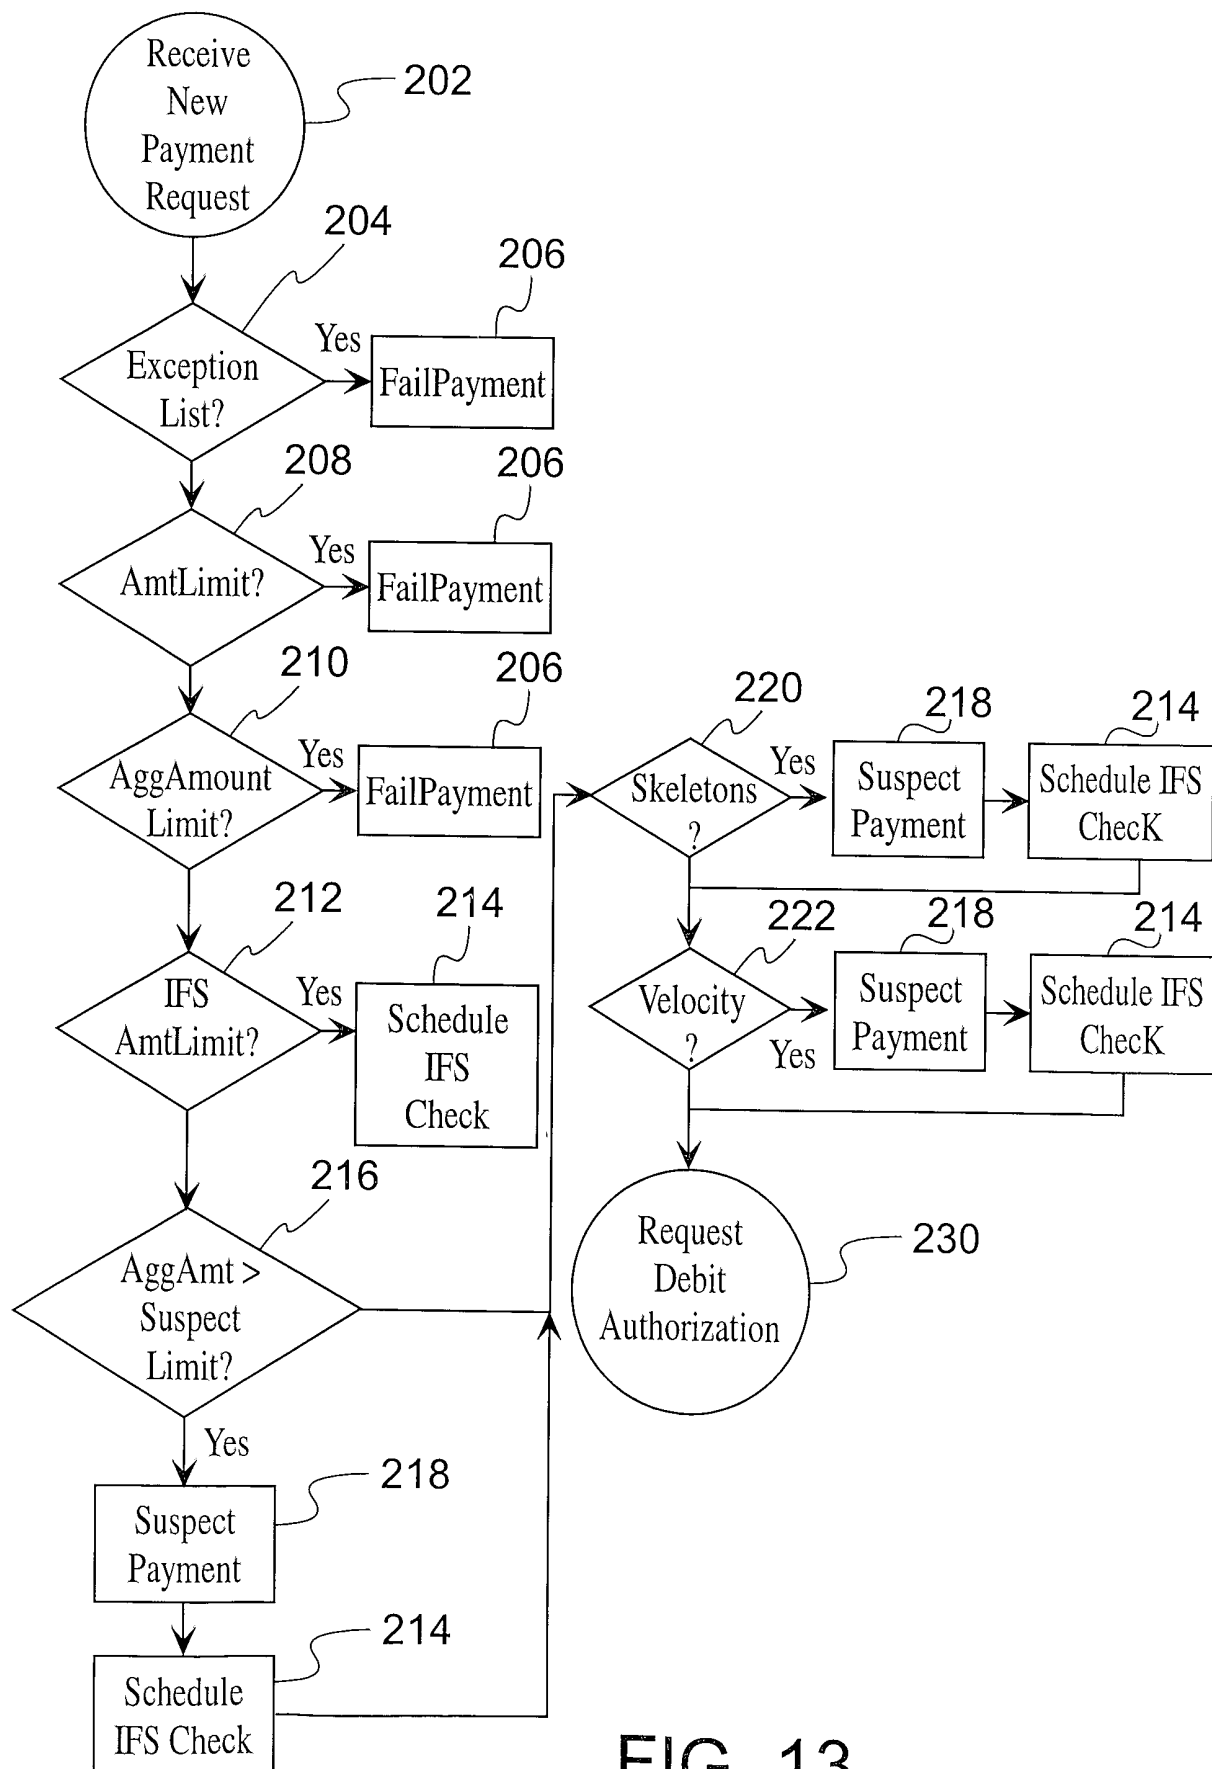 Receive
New
Payment
Request
202
204
Exception
List?
Yes
206
FailPayment
208
AmtLimit?
Yes
206
FailPayment
210
AggAmount
Limit?
Yes
206
FailPayment
212
IFS
AmtLimit?
Yes
214
Schedule
IFS
Check
216
AggAmt >
Suspect
Limit?
Yes
218
Suspect
Payment
214
Schedule
IFS Check
220
Skeletons
?
Yes
218
Suspect
Payment
214
Schedule IFS
ChecK
222
Velocity
?
Yes
218
Suspect
Payment
214
Schedule IFS
ChecK
Request
Debit
Authorization
230
FIG. 13